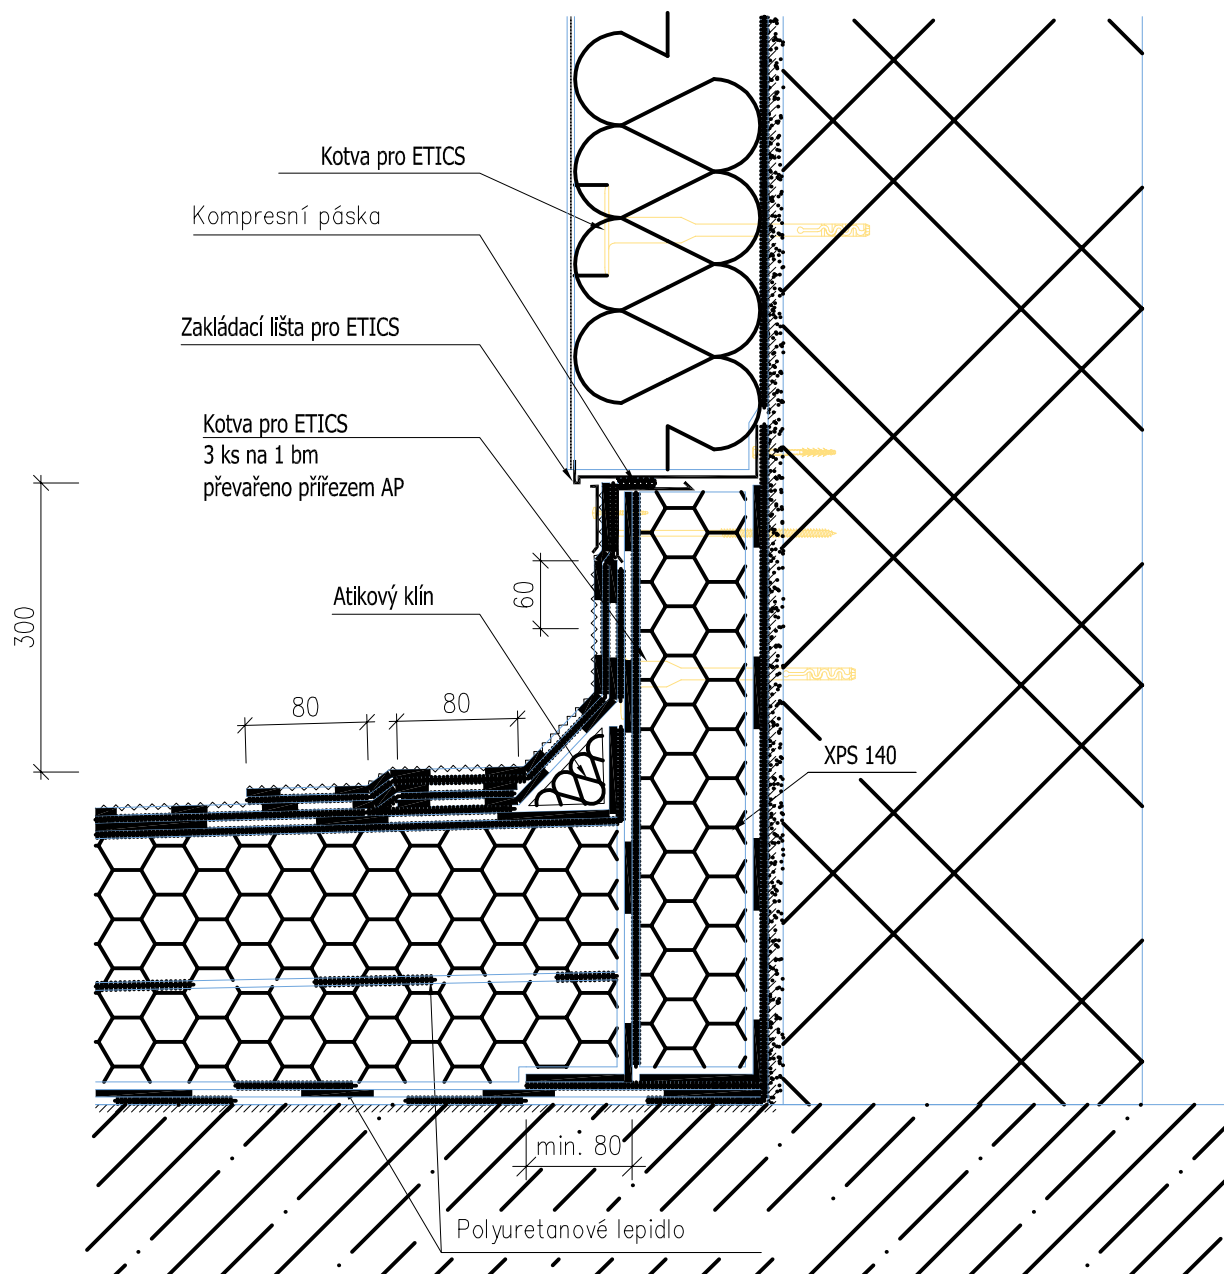 Kotva pro ETICS
Kompresní páska
Zakládací lišta pro ETICS
Kotva pro ETICS
3 ks na 1 bm
převařeno přířezem AP
300
60
Atikový klín
80
80
XPS 140
min. 80
Polyuretanové lepidlo